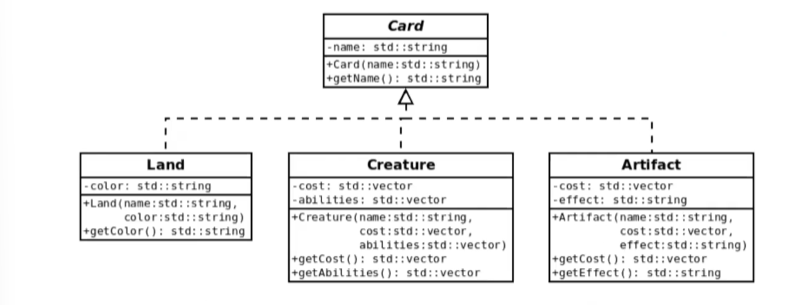 Card
-name: std::string
+Card(name:std::string)
+getName(): std::string
Land
-color: std::string
+Land(name:std::string,
color:std::string)
+getColor(): std::string
Creature
-cost: std::vector
-abilities: std::vector
+Creature(name:std::string,
cost:std::vector,
abilities:std::vector)
+getCost(): std::vector
+getAbilities(): std::vector
Artifact
-cost: std::vector
-effect: std::string
+Artifact(name:std::string,
cost:std::vector,
effect:std::string)
+getCost(): std::vector
+getEffect(): std::string